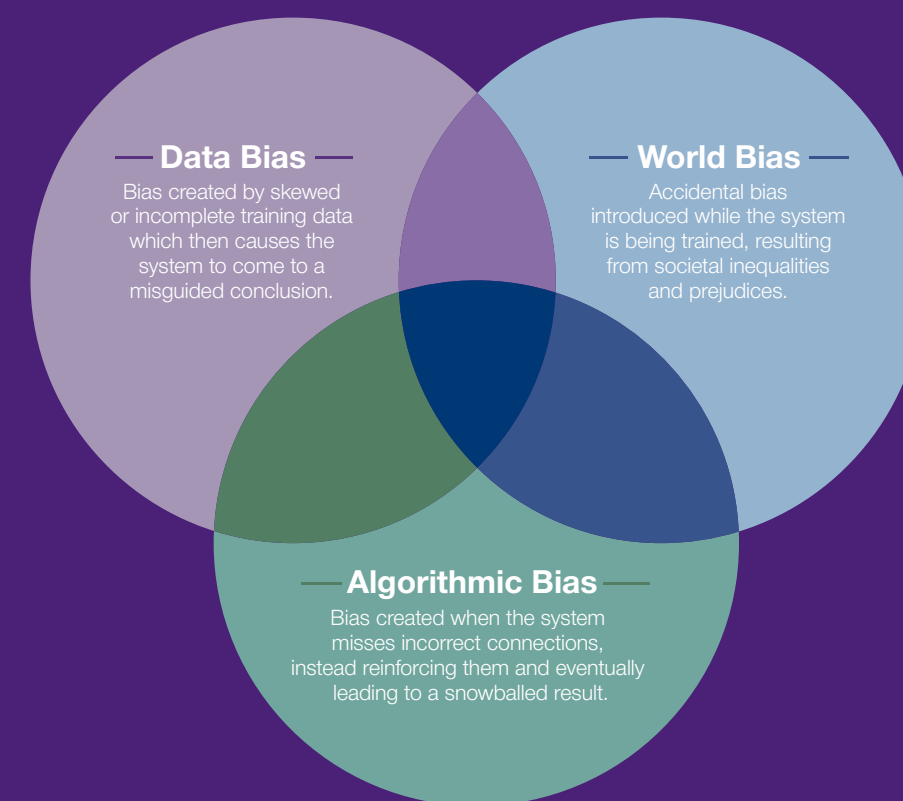 Data Bias
Bias created by skewed
or incomplete training data
which then causes the
system to come to a
misguided conclusion.
World Bias
Accidental bias
introduced while the system
is being trained, resulting
from societal inequalities
and prejudices.
Algorithmic Bias
Bias created when the system
misses incorrect connections,
instead reinforcing them and eventually
leading to a snowballed result.